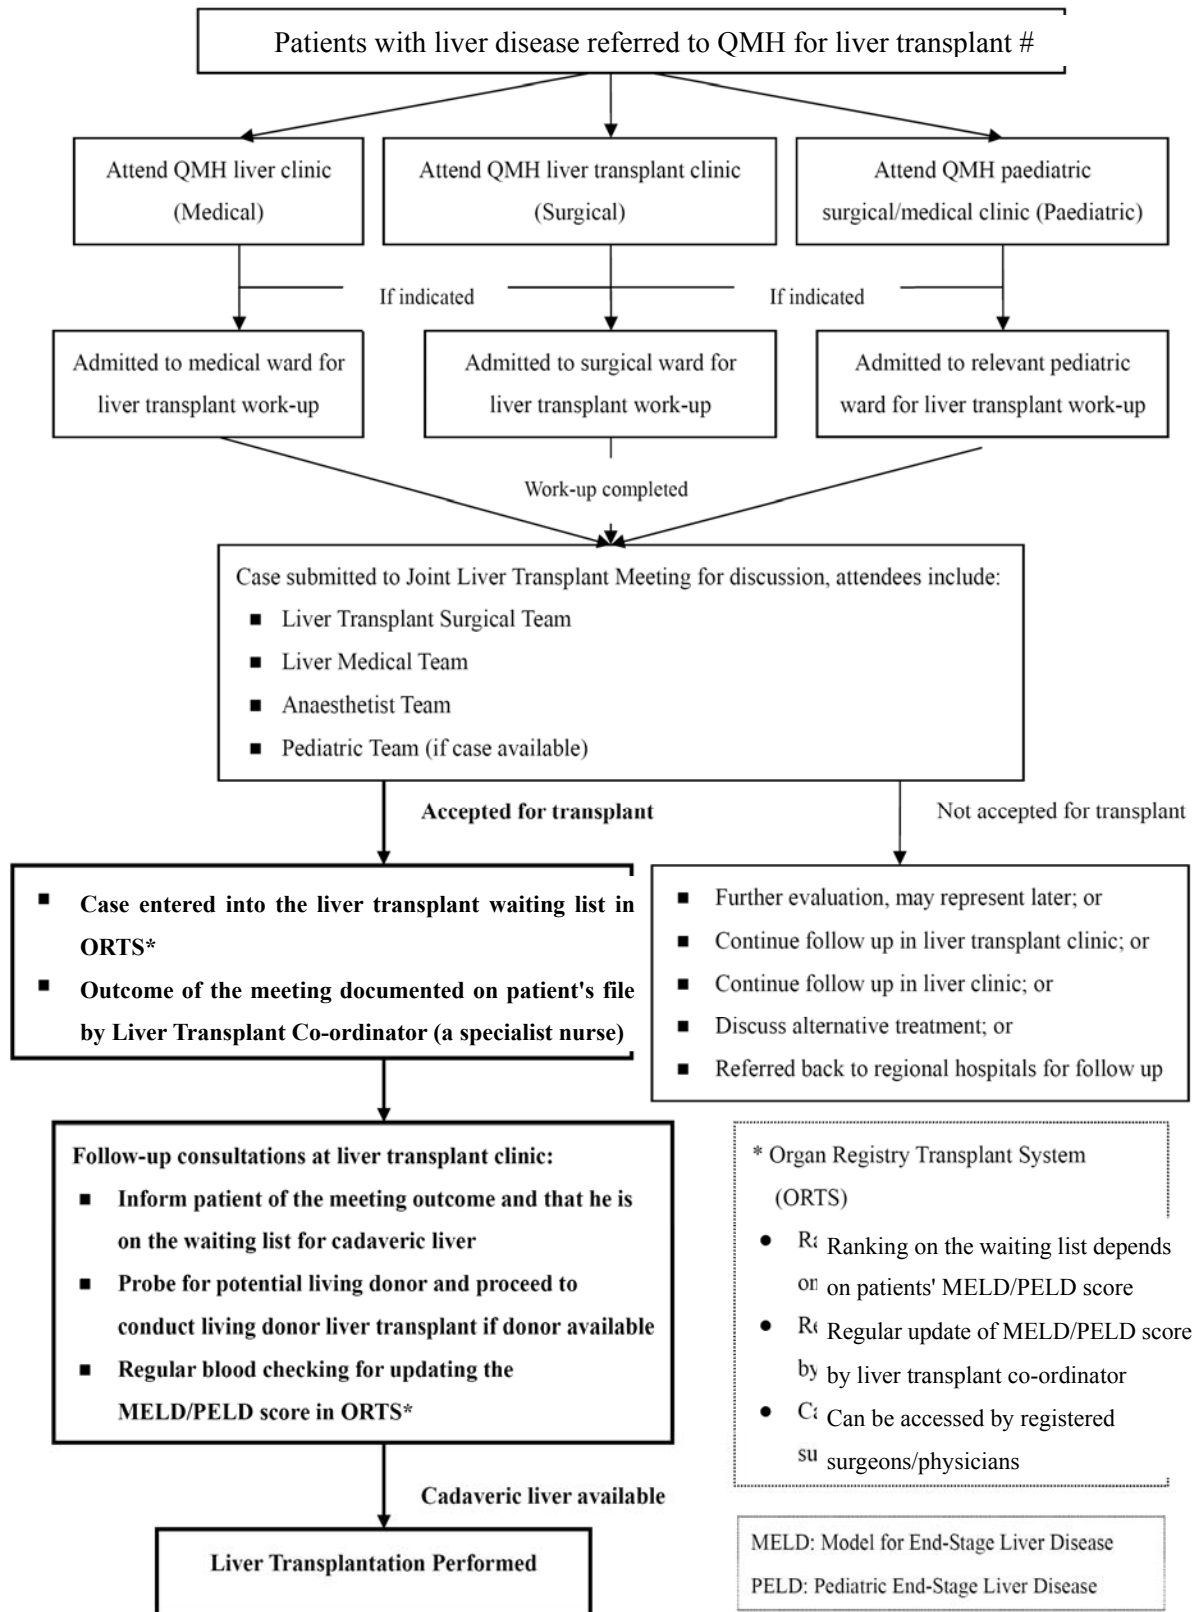 Patients with liver disease referred to QMH for liver transplant #
Attend QMH liver clinic
(Medical)
Attend QMH liver transplant clinic
(Surgical)
Attend QMH paediatric
surgical/medical clinic (Paediatric)
If indicated
If indicated
Admitted to medical ward for
liver transplant work-up
Admitted to surgical ward for
liver transplant work-up
Admitted to relevant pediatric
ward for liver transplant work-up
Work-up completed
Case submitted to Joint Liver Transplant Meeting for discussion, attendees include:
■ Liver Transplant Surgical Team
■ Liver Medical Team
■ Anaesthetist Team
■ Pediatric Team (if case available)
Accepted for transplant
Not accepted for transplant
■ Case entered into the liver transplant waiting list in
ORTS*
■ Outcome of the meeting documented on patient's file
by Liver Transplant Co-ordinator (a specialist nurse)
■ Further evaluation, may represent later; or
■ Continue follow up in liver transplant clinic; or
■ Continue follow up in liver clinic; or
■ Discuss alternative treatment; or
■ Referred back to regional hospitals for follow up
Follow-up consultations at liver transplant clinic:
■ Inform patient of the meeting outcome and that he is
on the waiting list for cadaveric liver
■ Probe for potential living donor and proceed to
conduct living donor liver transplant if donor available
■ Regular blood checking for updating the
MELD/PELD score in ORTS*
* Organ Registry Transplant System
(ORTS)
● Ranking on the waiting list depends
on patients' MELD/PELD score
● Regular update of MELD/PELD score
by liver transplant co-ordinator
● Can be accessed by registered
surgeons/physicians
Cadaveric liver available
Liver Transplantation Performed
MELD: Model for End-Stage Liver Disease
PELD: Pediatric End-Stage Liver Disease